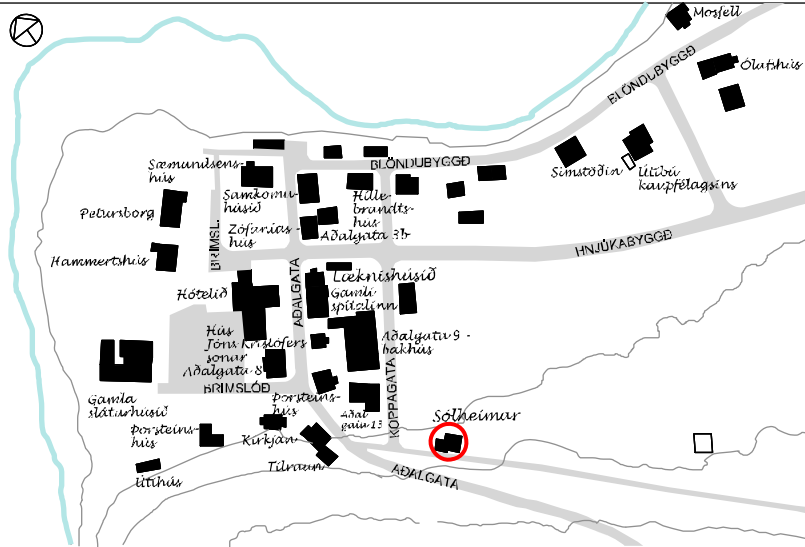 Mosfell
BLÖNDUBYGGÐ
Ólafshús
Sæmundsens-
hús
BLÖNDUBYGGÐ
Símstöðin
Útibú
kaupfélagsins
Samkomu-
húsið
Hille-
brandts-
hús
Pétursborg
Zófanías-
hús
Aðalgata 3b
BRIMSL.
HNJÚKABYGGÐ
Hammertshús
AÐALGATA
Læknishúsið
Gamli
spítalinn
Hótelið
Hús
Jóns Kristófers
sonar
Aðalgata 8
Aðalgata 9 -
bakhús
BRIMSLÓÐ
KOPPAGATA
Gamla
sláturhúsið
Þorsteins-
hús
Aðal
gata 13
Sólheimar
Þorsteins-
hús
Kirkjan
Tilraun
AÐALGATA
Útihús